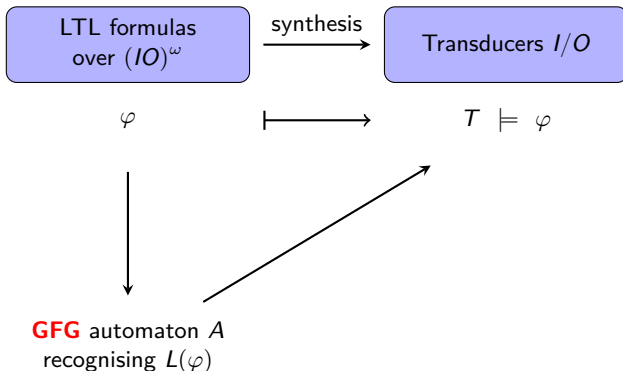 LTL formulas
over (IO)^ω
synthesis
Transducers I/O
φ
T ⊨ φ
GFG automaton A
recognising L(φ)